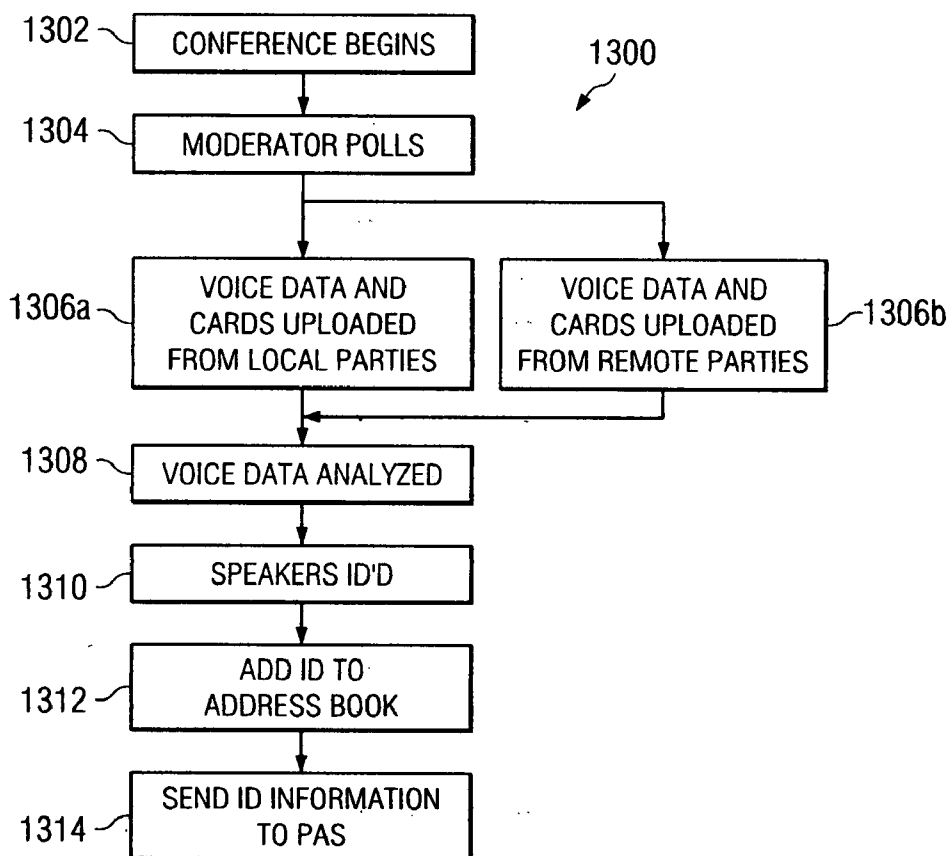 1302
CONFERENCE BEGINS
1300
1304
MODERATOR POLLS
1306a
VOICE DATA AND
CARDS UPLOADED
FROM LOCAL PARTIES
VOICE DATA AND
CARDS UPLOADED
FROM REMOTE PARTIES
1306b
1308
VOICE DATA ANALYZED
1310
SPEAKERS ID'D
1312
ADD ID TO
ADDRESS BOOK
1314
SEND ID INFORMATION
TO PAS